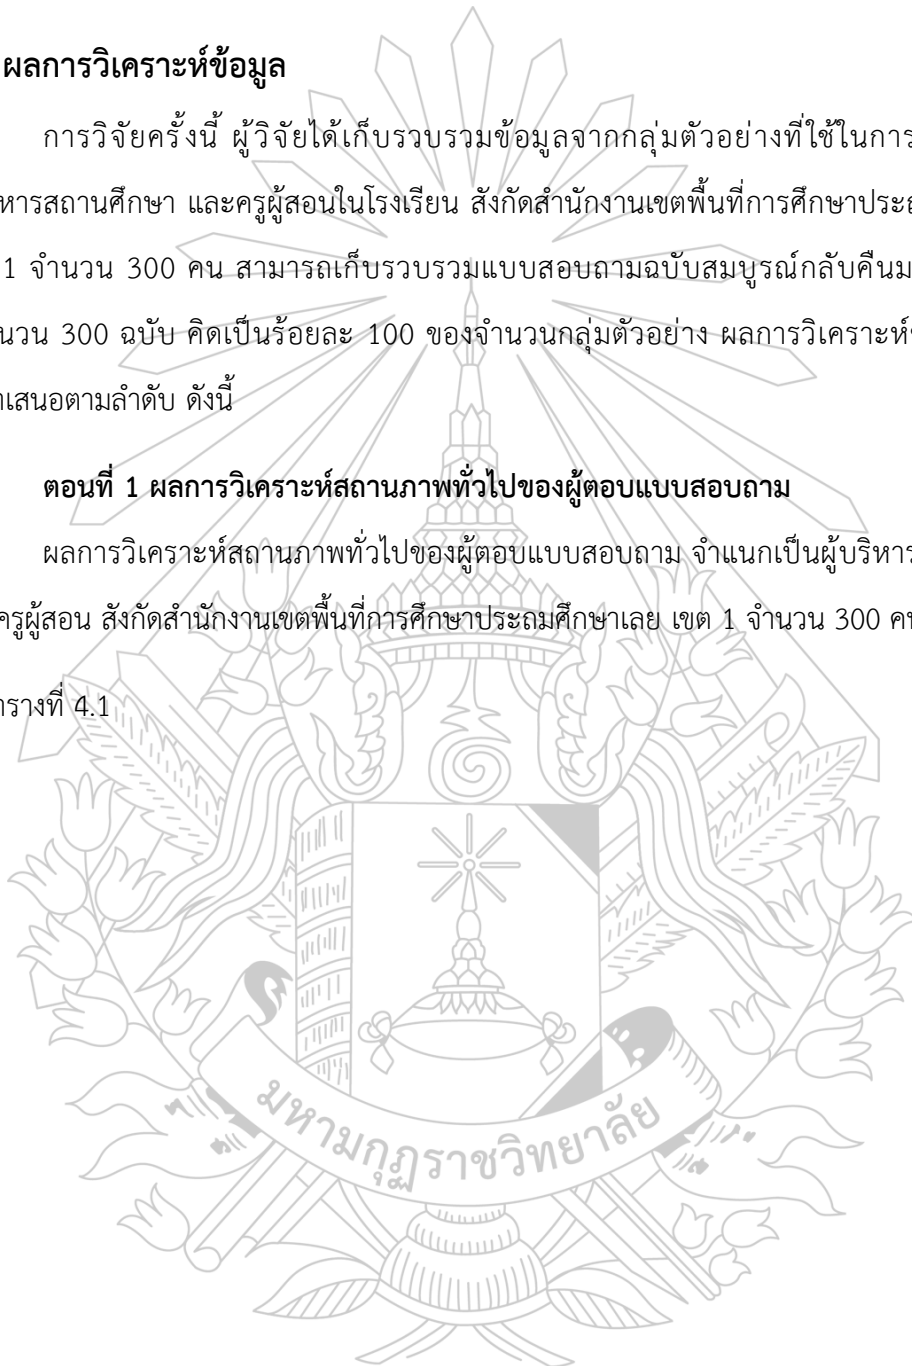 ผลการวิเคราะห์ข้อมูล
การวิจัยครั้งนี้ ผู้วิจัยได้เก็บรวบรวมข้อมูลจากกลุ่มตัวอย่างที่ใช้ในการ
หารสถานศึกษา และครูผู้สอนในโรงเรียน สังกัดสำนักงานเขตพื้นที่การศึกษาประถ
1 จำนวน 300 คน สามารถเก็บรวบรวมแบบสอบถามฉบับสมบูรณ์กลับคืนม
นวน 300 ฉบับ คิดเป็นร้อยละ 100 ของจำนวนกลุ่มตัวอย่าง ผลการวิเคราะห์
าเสนอตามลำดับ ดังนี้
ตอนที่ 1 ผลการวิเคราะห์สถานภาพทั่วไปของผู้ตอบแบบสอบถาม
ผลการวิเคราะห์สถานภาพทั่วไปของผู้ตอบแบบสอบถาม จำแนกเป็นผู้บริหาร
ครูผู้สอน สังกัดสำนักงานเขตพื้นที่การศึกษาประถมศึกษาเลย เขต 1 จำนวน 300 ค
ารางที่ 4.1
มหามกุฏราชวิทยาลัย